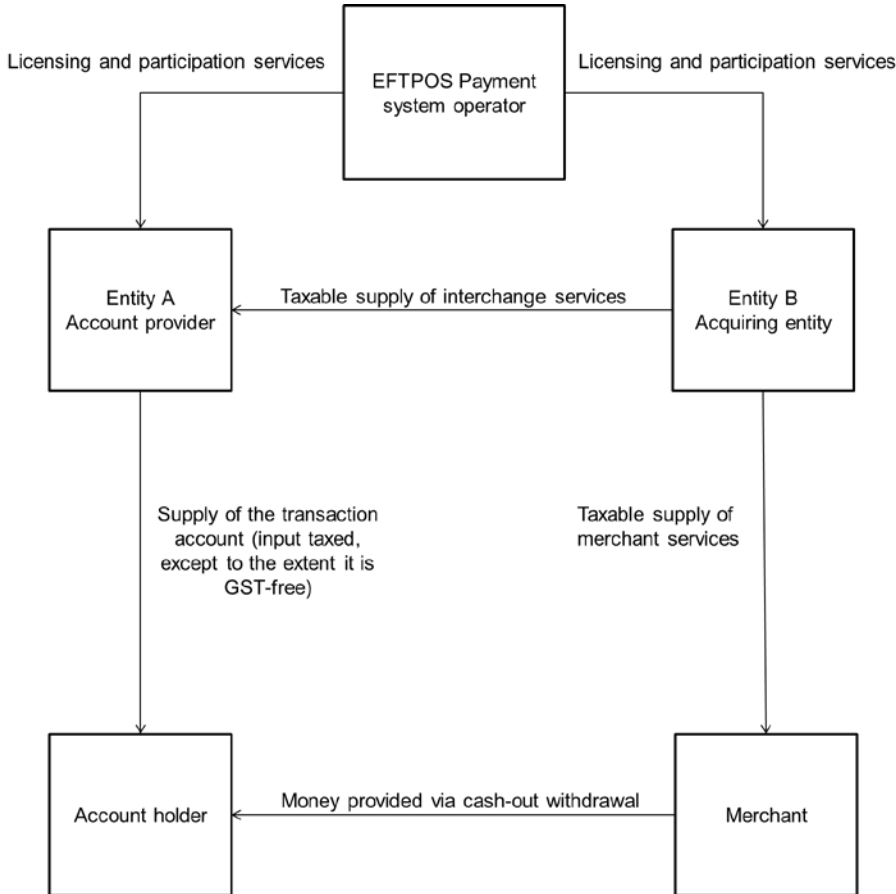 Licensing and participation services
EFTPOS Payment
system operator
Licensing and participation services
Entity A
Account provider
Taxable supply of interchange services
Entity B
Acquiring entity
Supply of the transaction
account (input taxed,
except to the extent it is
GST-free)
Taxable supply of
merchant services
Account holder
Money provided via cash-out withdrawal
Merchant